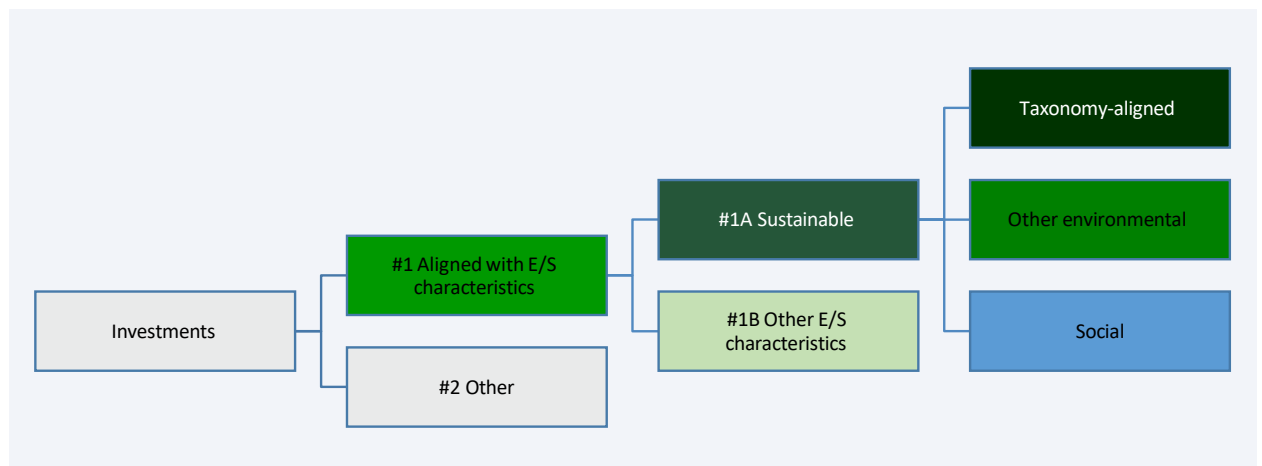 Investments
#1 Aligned with E/S
characteristics
#2 Other
#1A Sustainable
#1B Other E/S
characteristics
Taxonomy-aligned
Other environmental
Social